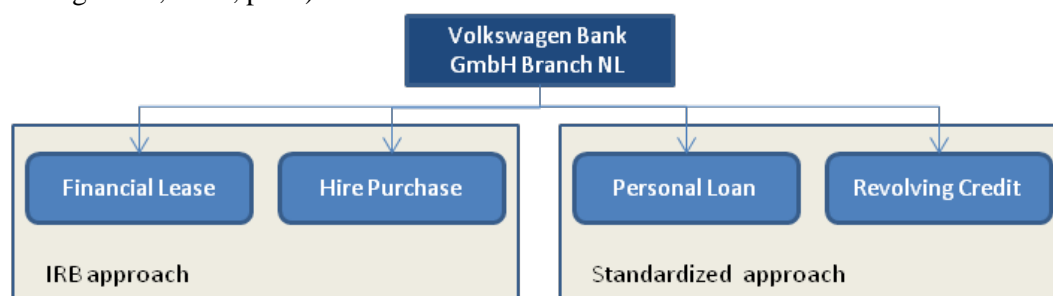 Volkswagen Bank
GmbH Branch NL
Financial Lease
Hire Purchase
Personal Loan
Revolving Credit
IRB approach
Standardized approach